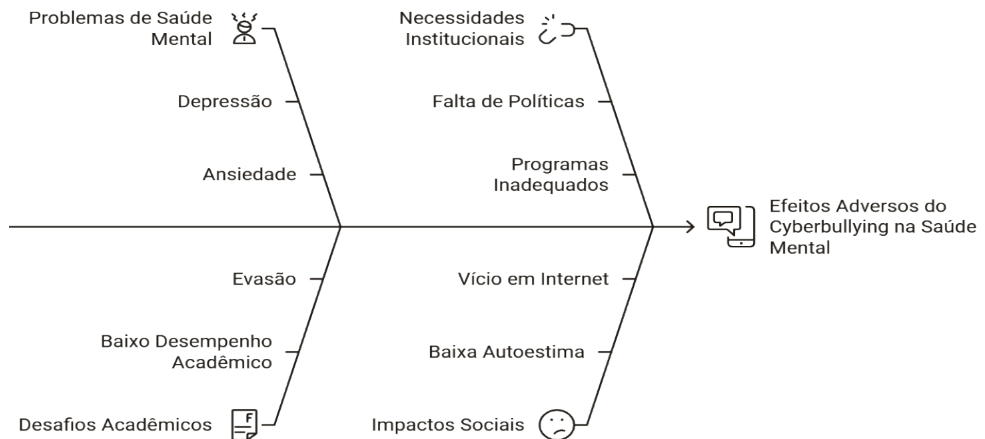 Problemas de Saúde
Mental
Necessidades
Institucionais
Depressão
Falta de Políticas
Ansiedade
Programas
Inadequados
Efeitos Adversos do
Cyberbullying na Saúde
Mental
Evasão
Vício em Internet
Baixo Desempenho
Acadêmico
Baixa Autoestima
Desafios Acadêmicos
F
Impactos Sociais